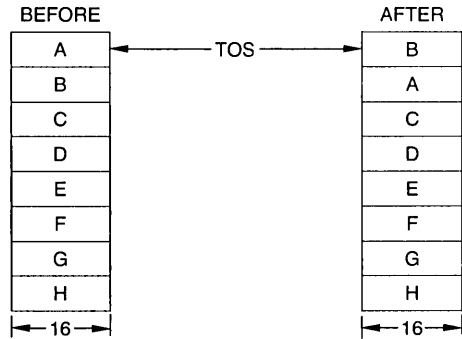 BEFORE AFTER
A TOS B
B A
C C
D D
E E
F F
G G
H H
16 16